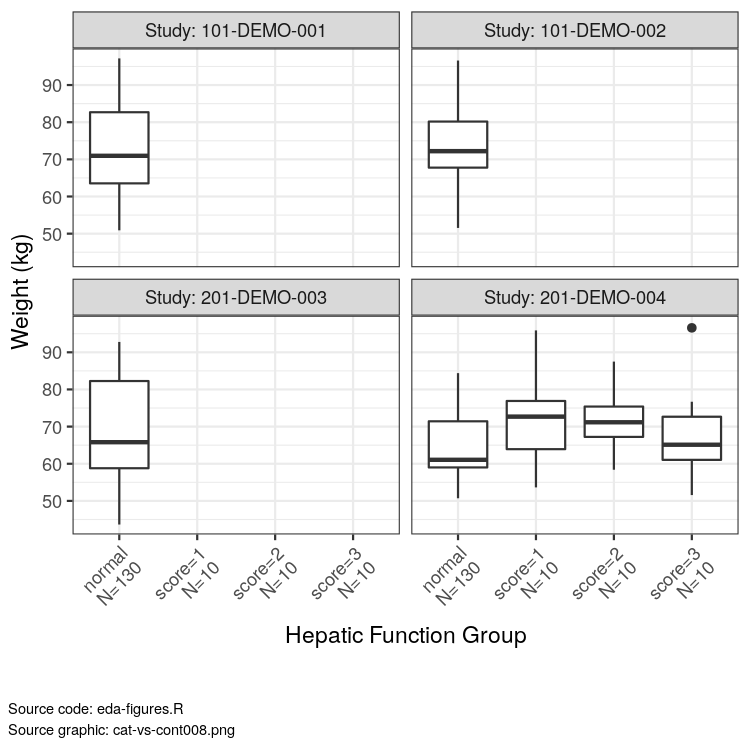 Study: 101-DEMO-001
Study: 101-DEMO-002
90
80
70
60
50
Study: 201-DEMO-003
Study: 201-DEMO-004
90
80
70
60
50
Weight (kg)
normal
N=130
score=1
N=10
score=2
N=10
score=3
N=10
normal
N=130
score=1
N=10
score=2
N=10
score=3
N=10
Hepatic Function Group
Source code: eda-figures.R
Source graphic: cat-vs-cont008.png